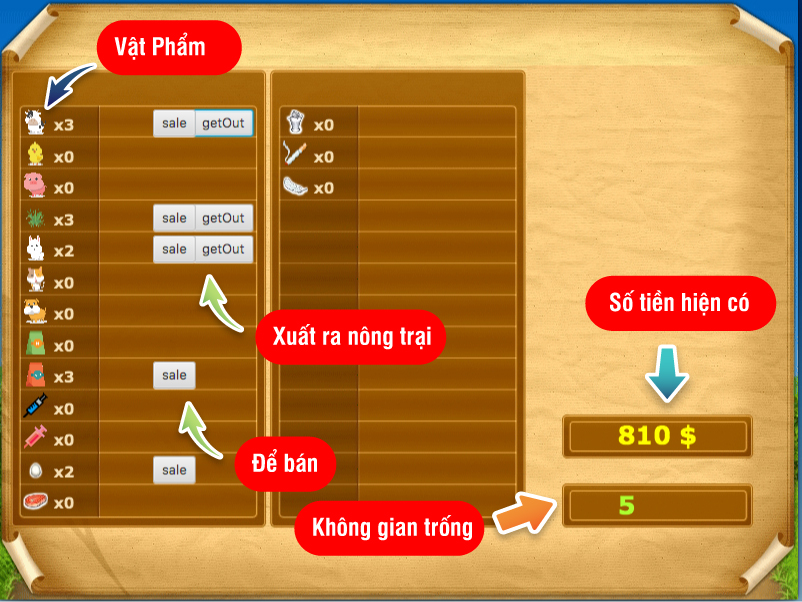 Vật Phẩm
x3 sale getOut
x0
x0
x3 sale getOut
x2 sale getOut
x0
x0
x0
x3 sale
x0
x0
x2 sale
x0
x0
x0
x0
Xuất ra nông trại
Để bán
Số tiền hiện có
810 $
Không gian trống
5